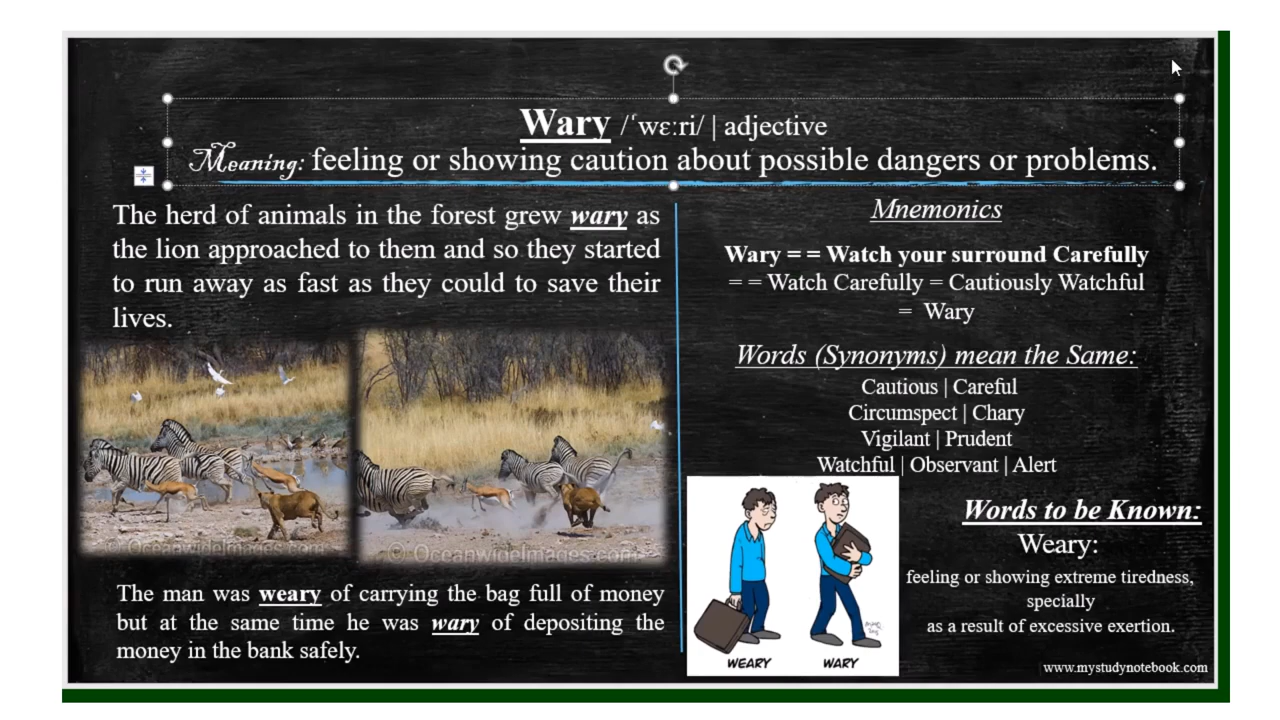 Wary /ˈwɛːri/ | adjective
Meaning: feeling or showing caution about possible dangers or problems.
The herd of animals in the forest grew wary as
the lion approached to them and so they started
to run away as fast as they could to save their
lives.
© OceanwideImages.com
© OceanwideImages.com
The man was weary of carrying the bag full of money
but at the same time he was wary of depositing the
money in the bank safely.
Mnemonics
Wary = = Watch your surround Carefully
= = Watch Carefully = Cautiously Watchful
= Wary
Words (Synonyms) mean the Same:
Cautious | Careful
Circumspect | Chary
Vigilant | Prudent
Watchful | Observant | Alert
WEARY
WARY
Words to be Known:
Weary:
feeling or showing extreme tiredness,
specially
as a result of excessive exertion.
www.mystudynotebook.com